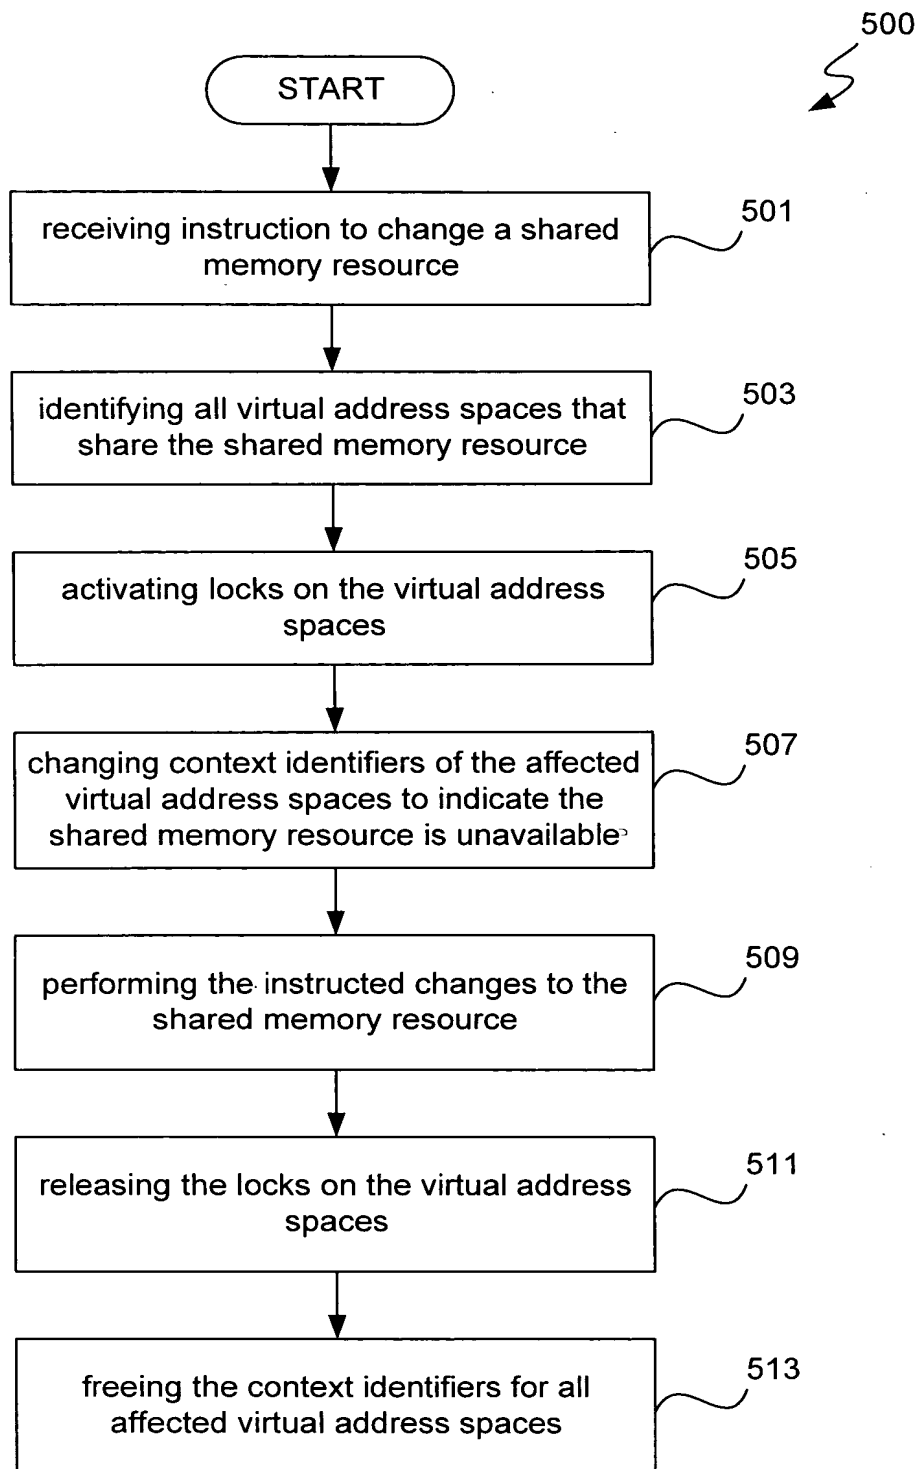 500
START
receiving instruction to change a shared
memory resource
501
identifying all virtual address spaces that
share the shared memory resource
503
activating locks on the virtual address
spaces
505
changing context identifiers of the affected
virtual address spaces to indicate the
shared memory resource is unavailable
507
performing the instructed changes to the
shared memory resource
509
releasing the locks on the virtual address
spaces
511
freeing the context identifiers for all
affected virtual address spaces
513